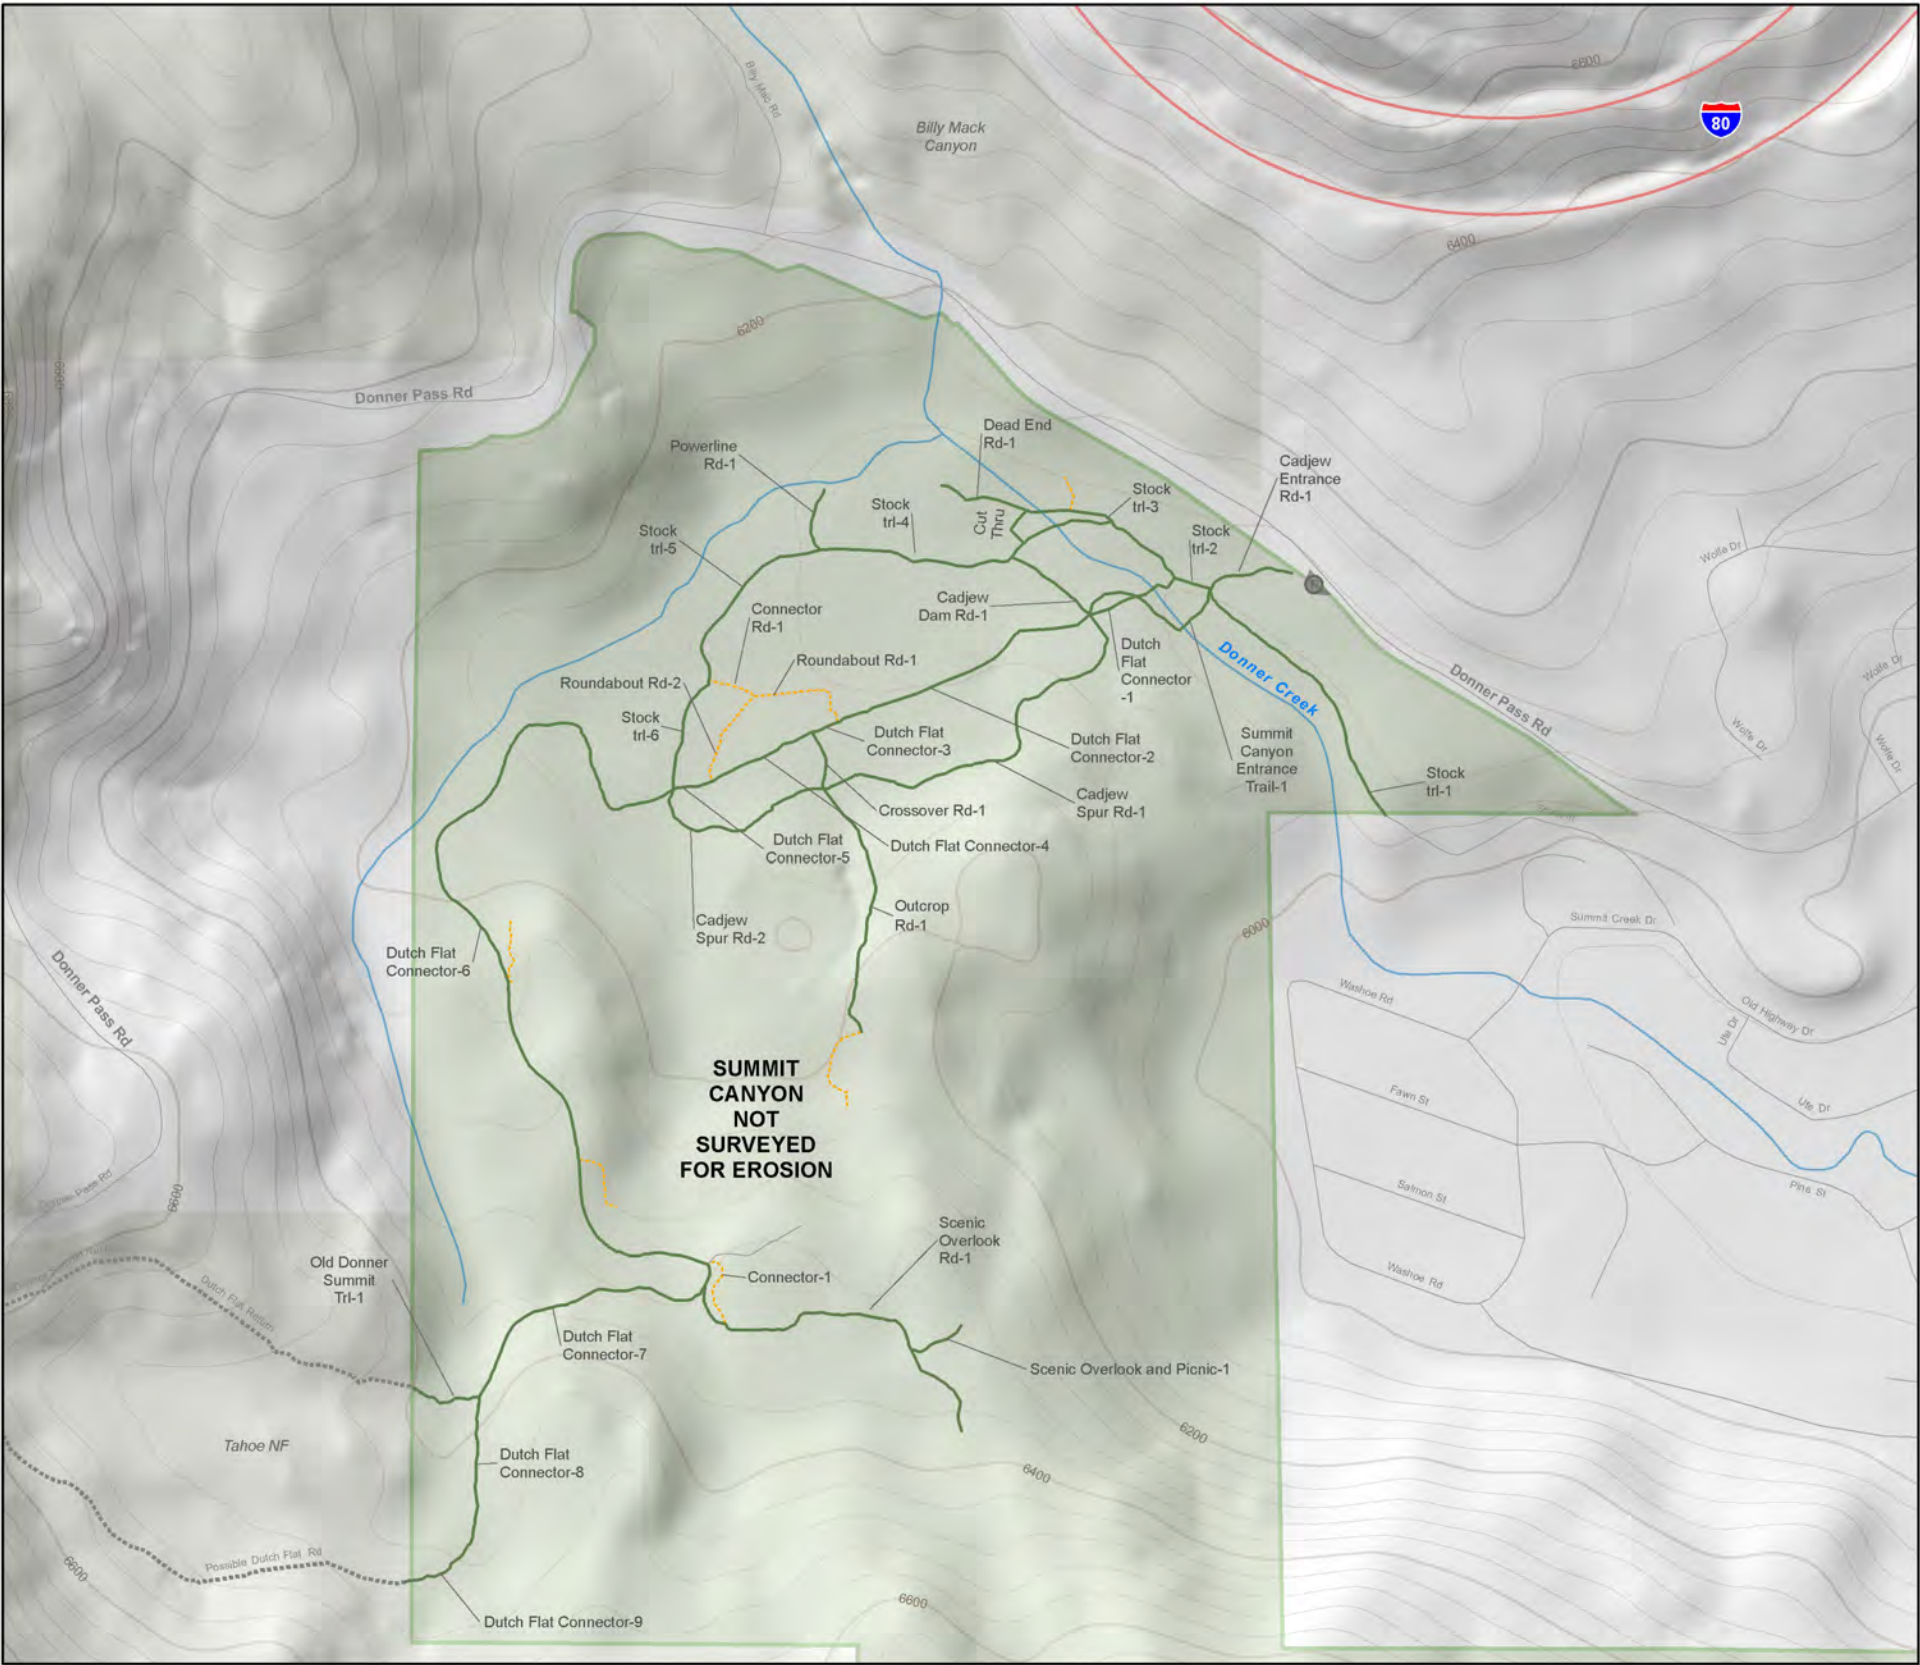 Billy Mac Rd
Billy Mack
Canyon
6600
80
6400
6200
6600
Donner Pass Rd
Dead End
Rd-1
Powerline
Rd-1
Cadjew
Entrance
Rd-1
Stock
trl-3
Stock
trl-4
Cut
Thru
Stock
trl-5
Stock
trl-2
Wolfe Dr
Cadjew
Dam Rd-1
Connector
Rd-1
Dutch
Flat
Connector
-1
Donner Creek
Roundabout Rd-1
Roundabout Rd-2
Donner Pass Rd
Wolfe Dr
Wolfe Dr
Wolfe Dr
Stock
trl-6
Dutch Flat
Connector-3
Dutch Flat
Connector-2
Summit
Canyon
Entrance
Trail-1
Stock
trl-1
Cadjew
Spur Rd-1
Crossover Rd-1
Dutch Flat
Connector-5
Dutch Flat Connector-4
Cadjew
Spur Rd-2
Outcrop
Rd-1
6000
Summit Creek Dr
Dutch Flat
Connector-6
Donner Pass Rd
Washoe Rd
Old Highway Dr
Ute Dr
Ute Dr
SUMMIT
CANYON
NOT
SURVEYED
FOR EROSION
Fawn St
Salmon St
Pine St
Donner Pass Rd
6600
Scenic
Overlook
Rd-1
Old Donner
Summit
Trl-1
Dutch Flat Return
Connector-1
Washoe Rd
Dutch Flat
Connector-7
Scenic Overlook and Picnic-1
Tahoe NF
6200
Dutch Flat
Connector-8
6400
Possible Dutch Flat Rd
6600
6600
Dutch Flat Connector-9